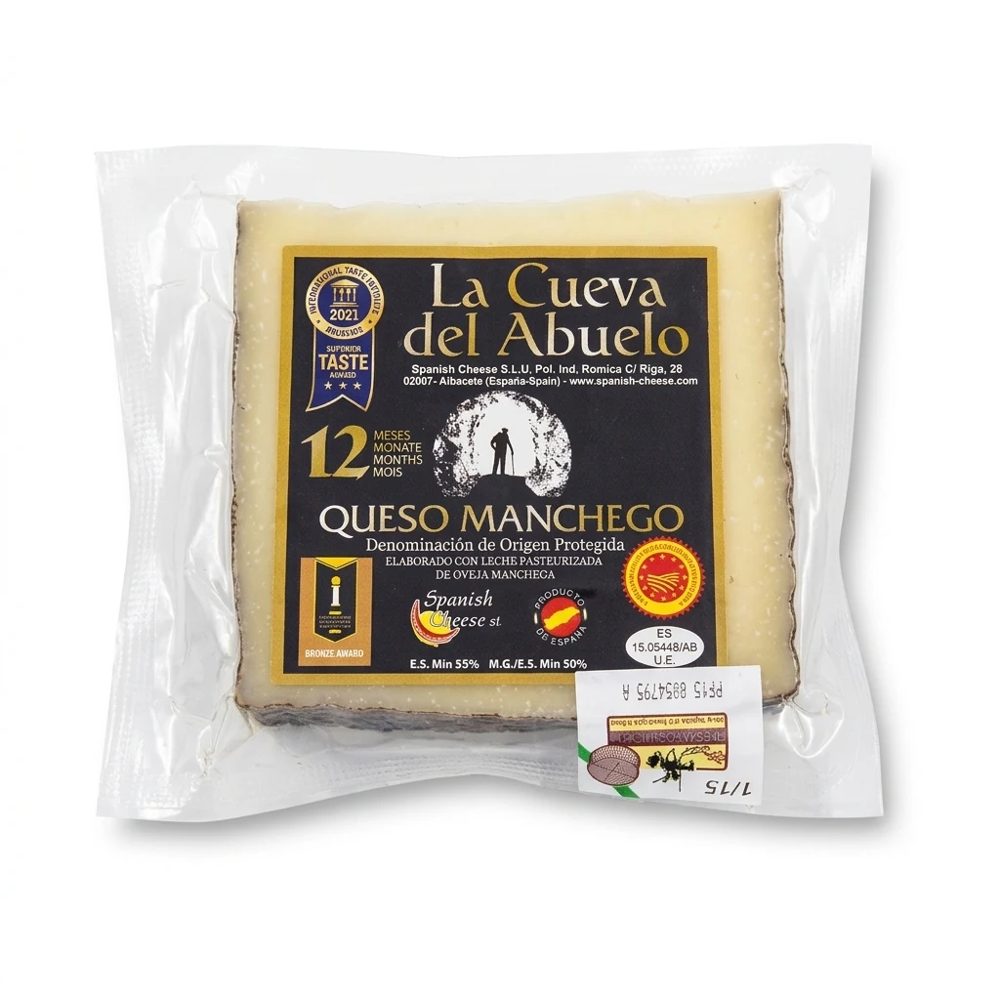 INTERNATIONAL TASTE INSTITUTE
2021
BRUSSELS
SUPERIOR
TASTE
AWARD
La Cueva
del Abuelo
Spanish Cheese S.L.U, Pol. Ind, Romica C/ Riga, 28
02007- Albacete (España-Spain) - www.spanish-cheese.com
12
MESES
MONATE
MONTHS
MOIS
QUESO MANCHEGO
Denominación de Origen Protegida
ELABORADO CON LECHE PASTEURIZADA
DE OVEJA MANCHEGA
i
BRONZE AWARD
Spanish
Cheese sl
PRODUCTO
DE ESPAÑA
ES
15.05448/AB
U.E.
E.S. Min 55% M.G./E.S. Min 50%
PF15 8954795 A
1/15